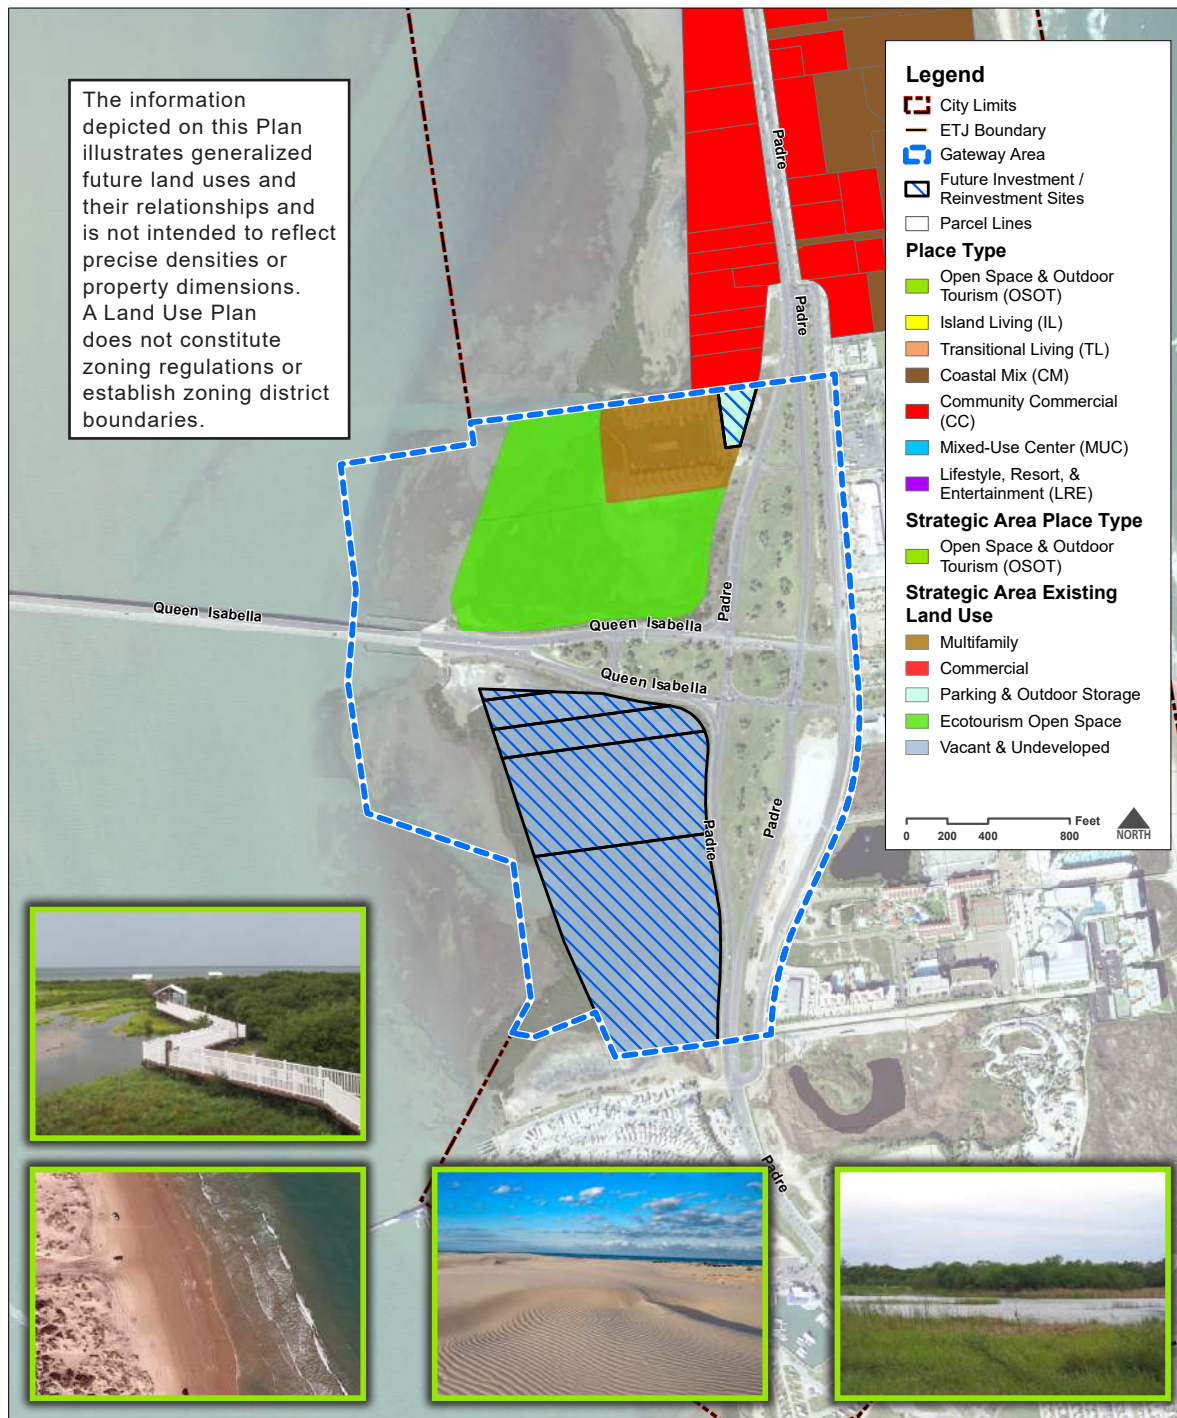 The information
depicted on this Plan
illustrates generalized
future land uses and
their relationships and
is not intended to reflect
precise densities or
property dimensions.
A Land Use Plan
does not constitute
zoning regulations or
establish zoning district
boundaries.
Padre
Padre
Queen Isabella
Queen Isabella
Padre
Queen Isabella
Padre
Padre
Padre
Legend
City Limits
ETJ Boundary
Gateway Area
Future Investment /
Reinvestment Sites
Parcel Lines
Place Type
Open Space & Outdoor
Tourism (OSOT)
Island Living (IL)
Transitional Living (TL)
Coastal Mix (CM)
Community Commercial
(CC)
Mixed-Use Center (MUC)
Lifestyle, Resort, &
Entertainment (LRE)
Strategic Area Place Type
Open Space & Outdoor
Tourism (OSOT)
Strategic Area Existing
Land Use
Multifamily
Commercial
Parking & Outdoor Storage
Ecotourism Open Space
Vacant & Undeveloped
Feet
0 200 400 800
NORTH